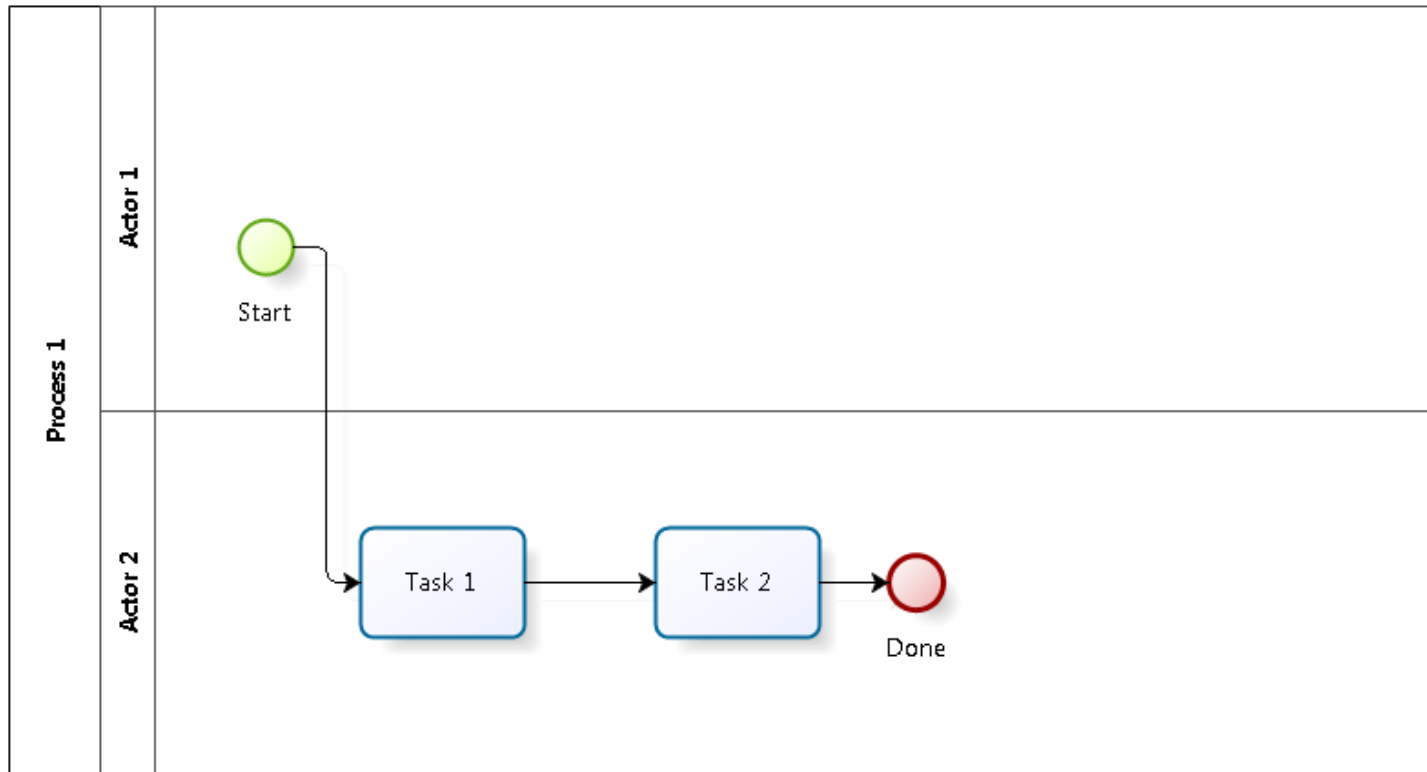 Process 1
Actor 1
Start
Actor 2
Task 1
Task 2
Done